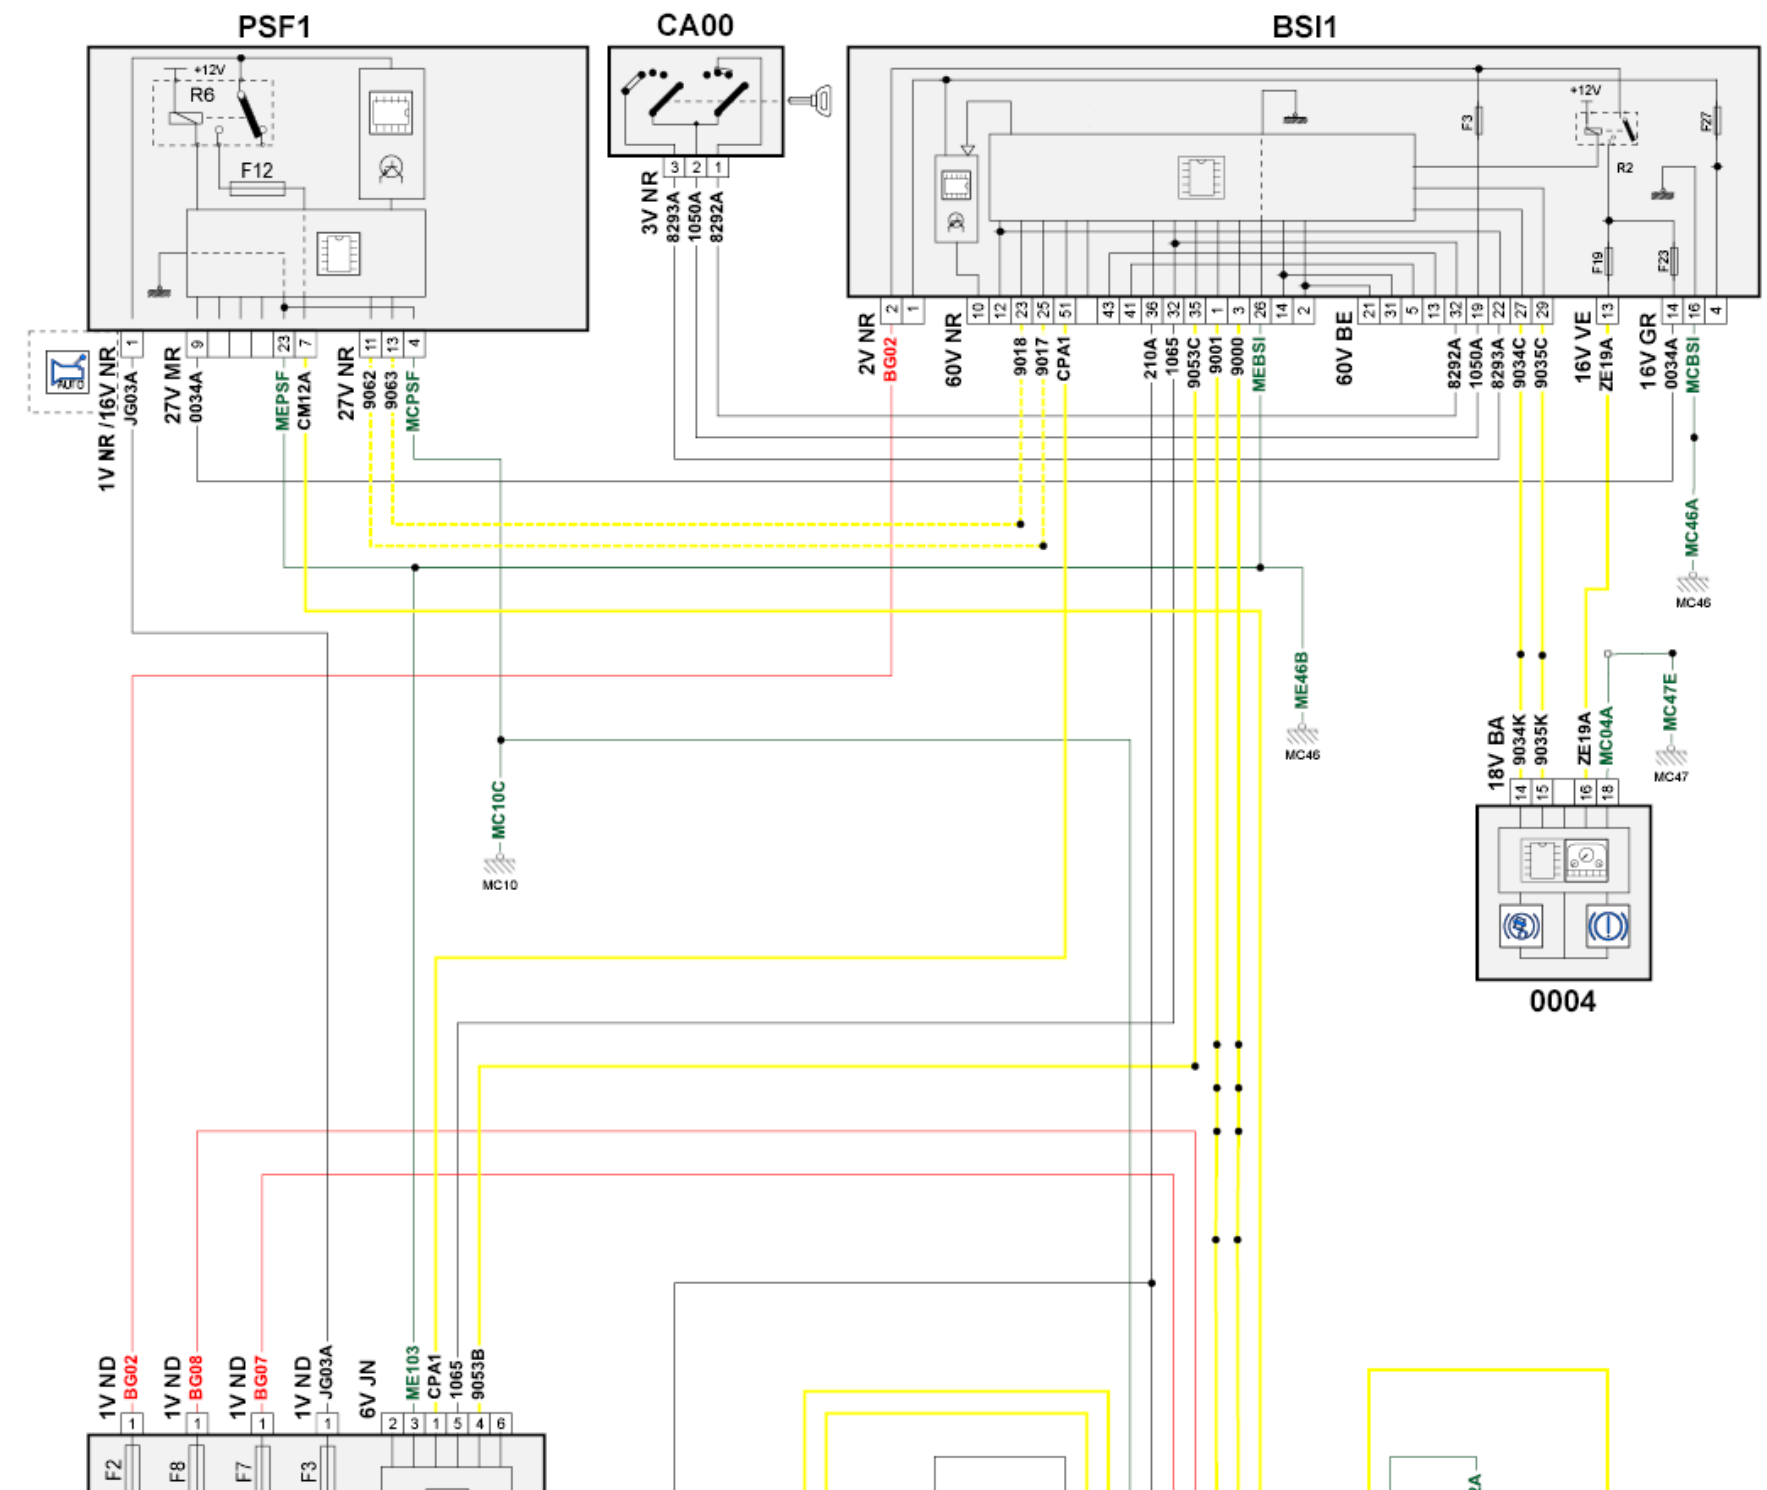 PSF1
CA00
BSI1
+12V
R6
F12
+12V
R2
F3
F27
F19
F23
AUTO
3 2 1
3V NR
8293A
1050A
8292A
1
9
23
7
11
13
4
1V NR / 16V NR
JG03A
27V MR
0034A
MEPSF
CM12A
27V NR
9062
9063
MCPSF
2
1
10
12
23
25
51
43
41
36
32
35
1
3
26
14
2
21
31
5
13
32
19
22
27
29
13
14
16
4
2V NR
BG02
60V NR
9018
9017
CPA1
210A
1065
9053C
9001
9000
MEBSI
60V BE
8292A
1050A
8293A
9034C
9035C
16V VE
ZE19A
16V GR
0034A
MCBSI
MC46A
MC46
ME46B
MC46
MC10C
MC10
18V BA
9034K
9035K
ZE19A
MC04A
MC47E
MC47
14
15
16
18
0004
1V ND
BG02
1V ND
BG08
1V ND
BG07
1V ND
JG03A
6V JN
ME103
CPA1
1065
9053B
1
1
1
1
2 3 1 5 4 6
F2
F8
F7
F3